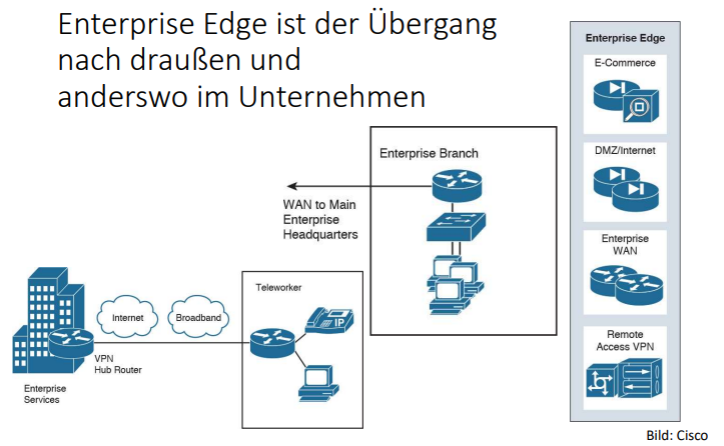 Enterprise Edge ist der Übergang
nach draußen und
anderswo im Unternehmen
Enterprise Branch
WAN to Main
Enterprise
Headquarters
Teleworker
Internet
Broadband
IP
VPN
Hub Router
Enterprise
Services
Enterprise Edge
E-Commerce
DMZ/Internet
Enterprise
WAN
Remote
Access VPN
Bild: Cisco